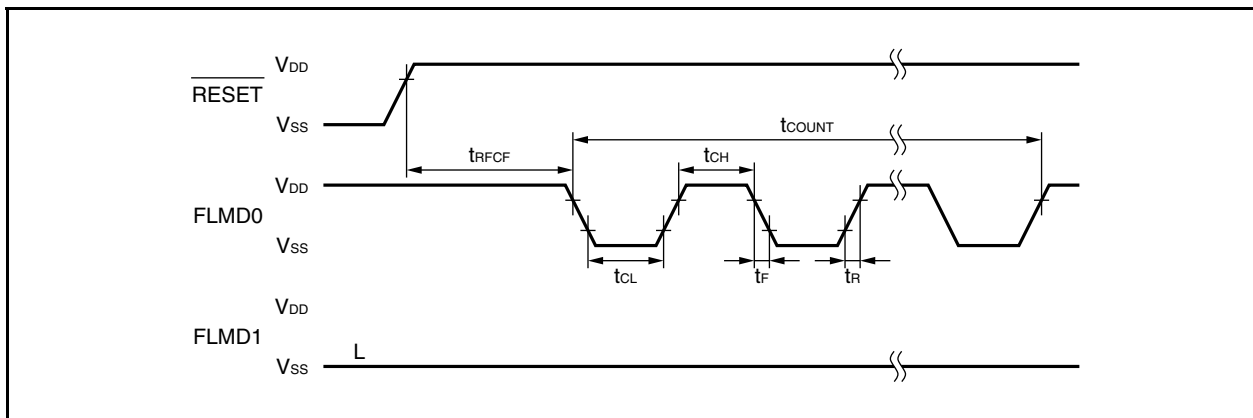 VDD
RESET
VSS
tCOUNT
tRFCF
tCH
VDD
FLMD0
VSS
tCL
tF
tR
VDD
FLMD1
L
VSS